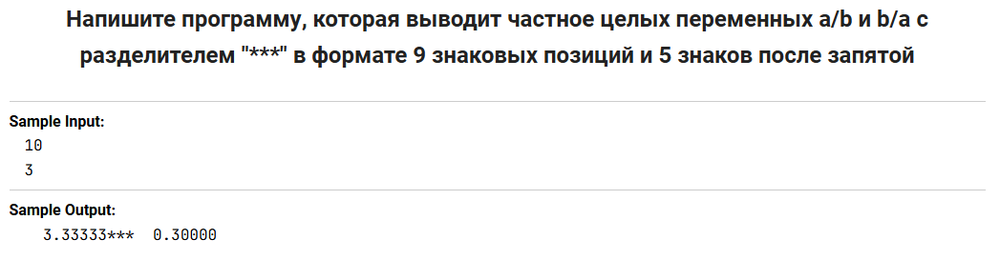 Напишите программу, которая выводит частное целых переменных a/b и b/a с
разделителем "***" в формате 9 знаковых позиций и 5 знаков после запятой
Sample Input:
10
3
Sample Output:
3.33333***  0.30000